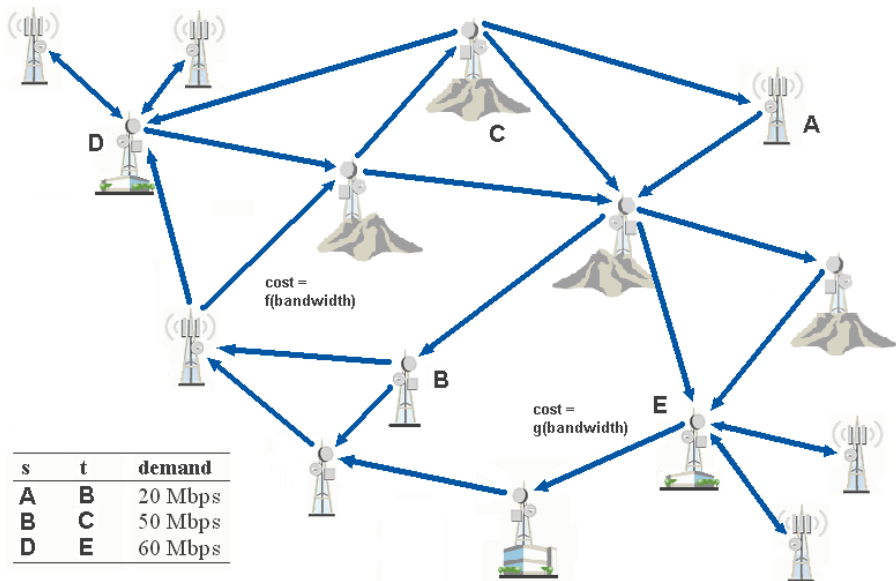 C
A
D
cost =
f(bandwidth)
B
cost =
g(bandwidth)
E
s t demand
A B 20 Mbps
B C 50 Mbps
D E 60 Mbps